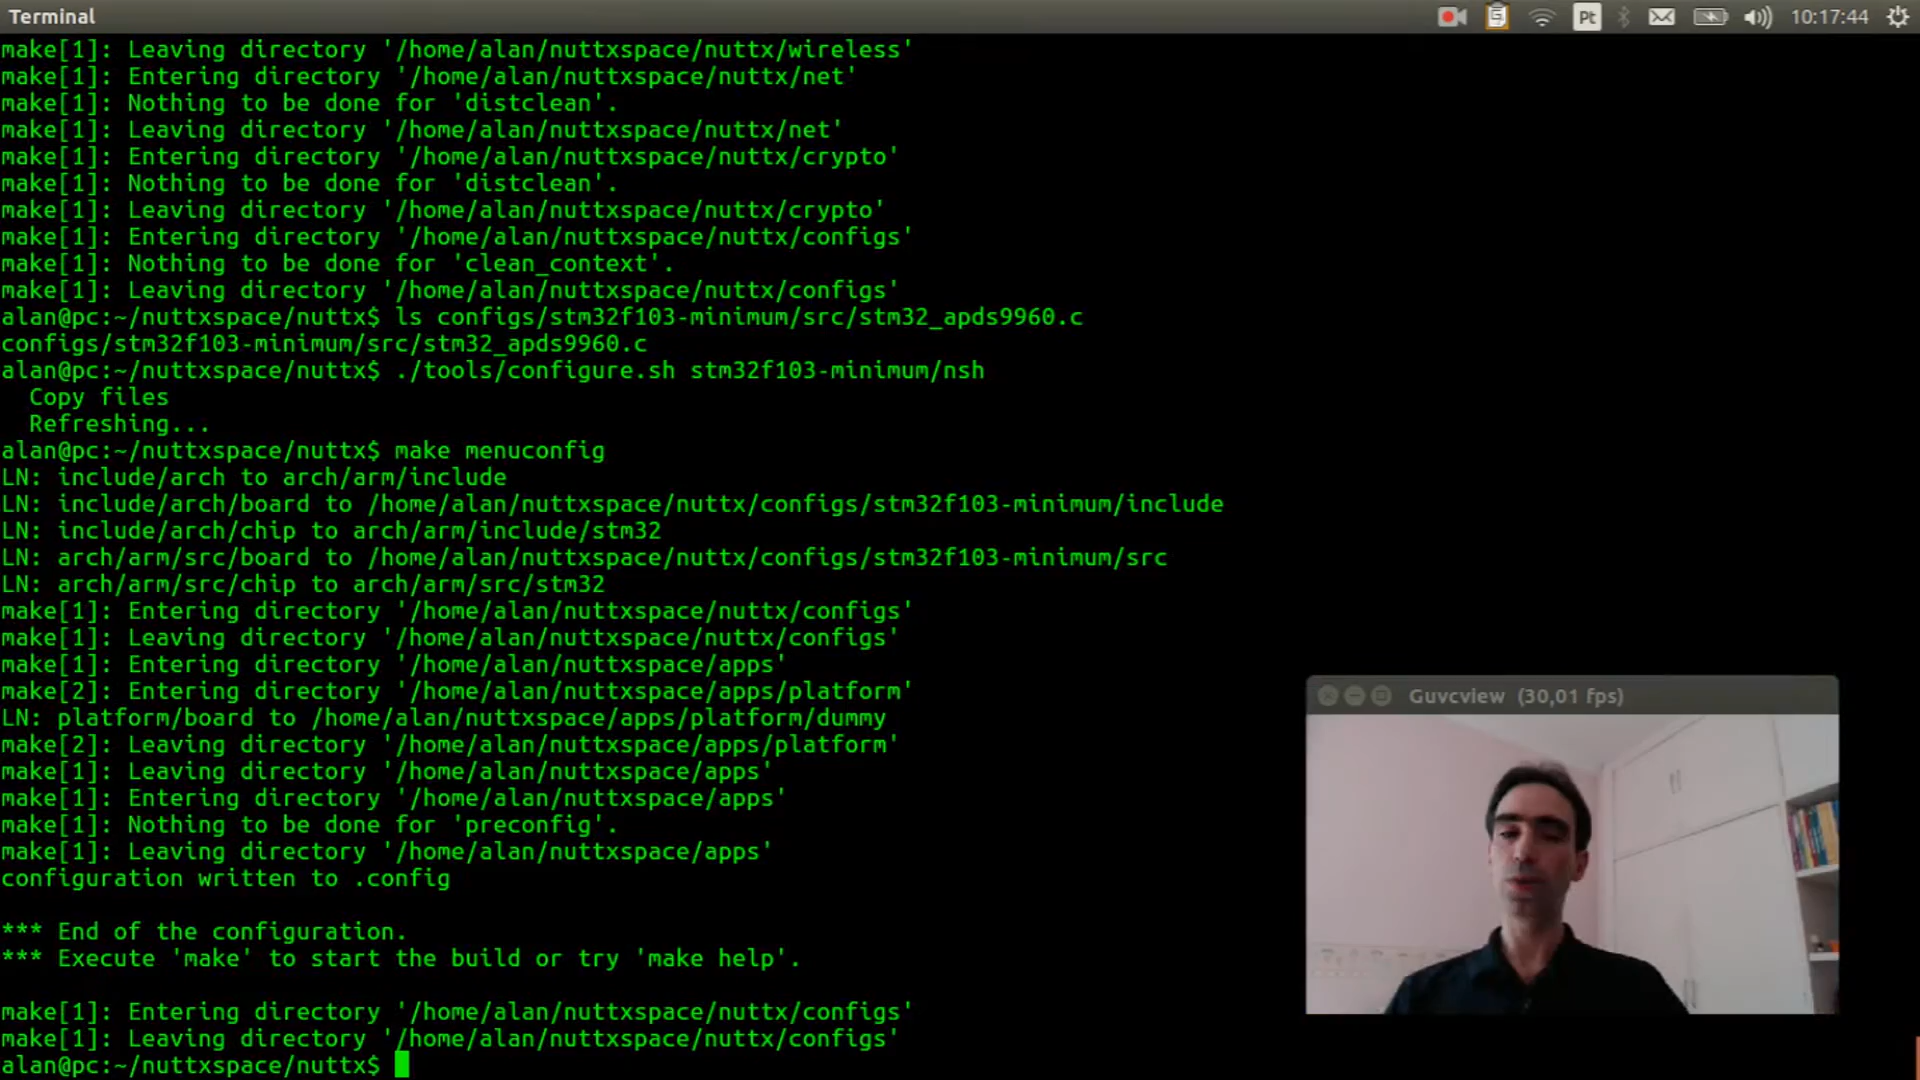 Terminal
Pt
10:17:44
make[1]: Leaving directory '/home/alan/nuttxspace/nuttx/wireless'
make[1]: Entering directory '/home/alan/nuttxspace/nuttx/net'
make[1]: Nothing to be done for 'distclean'.
make[1]: Leaving directory '/home/alan/nuttxspace/nuttx/net'
make[1]: Entering directory '/home/alan/nuttxspace/nuttx/crypto'
make[1]: Nothing to be done for 'distclean'.
make[1]: Leaving directory '/home/alan/nuttxspace/nuttx/crypto'
make[1]: Entering directory '/home/alan/nuttxspace/nuttx/configs'
make[1]: Nothing to be done for 'clean_context'.
make[1]: Leaving directory '/home/alan/nuttxspace/nuttx/configs'
alan@pc:~/nuttxspace/nuttx$ ls configs/stm32f103-minimum/src/stm32_apds9960.c
configs/stm32f103-minimum/src/stm32_apds9960.c
alan@pc:~/nuttxspace/nuttx$ ./tools/configure.sh stm32f103-minimum/nsh
Copy files
Refreshing...
alan@pc:~/nuttxspace/nuttx$ make menuconfig
LN: include/arch to arch/arm/include
LN: include/arch/board to /home/alan/nuttxspace/nuttx/configs/stm32f103-minimum/include
LN: include/arch/chip to arch/arm/include/stm32
LN: arch/arm/src/board to /home/alan/nuttxspace/nuttx/configs/stm32f103-minimum/src
LN: arch/arm/src/chip to arch/arm/src/stm32
make[1]: Entering directory '/home/alan/nuttxspace/nuttx/configs'
make[1]: Leaving directory '/home/alan/nuttxspace/nuttx/configs'
make[1]: Entering directory '/home/alan/nuttxspace/apps'
make[2]: Entering directory '/home/alan/nuttxspace/apps/platform'
LN: platform/board to /home/alan/nuttxspace/apps/platform/dummy
make[2]: Leaving directory '/home/alan/nuttxspace/apps/platform'
make[1]: Leaving directory '/home/alan/nuttxspace/apps'
make[1]: Entering directory '/home/alan/nuttxspace/apps'
make[1]: Nothing to be done for 'preconfig'.
make[1]: Leaving directory '/home/alan/nuttxspace/apps'
configuration written to .config
*** End of the configuration.
*** Execute 'make' to start the build or try 'make help'.
make[1]: Entering directory '/home/alan/nuttxspace/nuttx/configs'
make[1]: Leaving directory '/home/alan/nuttxspace/nuttx/configs'
alan@pc:~/nuttxspace/nuttx$
Guvcview (30,01 fps)